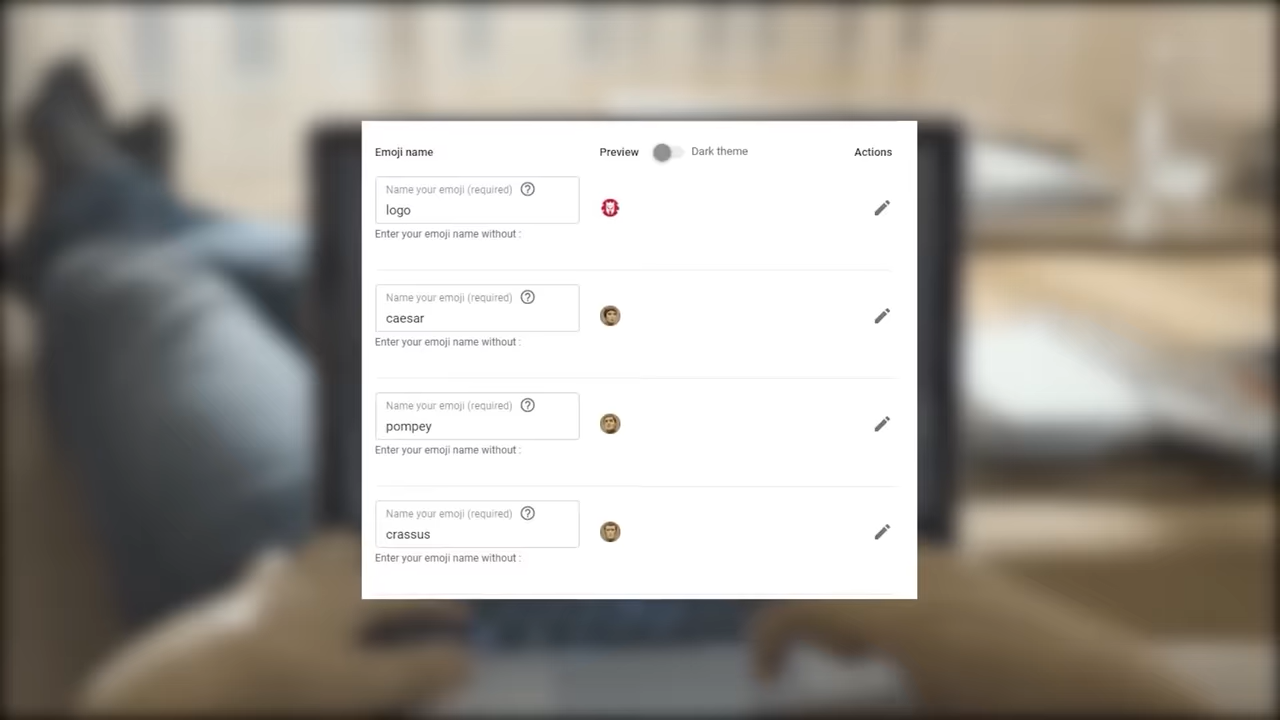 Emoji name Preview Dark theme Actions
Name your emoji (required)
logo
Enter your emoji name without :
Name your emoji (required)
caesar
Enter your emoji name without :
Name your emoji (required)
pompey
Enter your emoji name without :
Name your emoji (required)
crassus
Enter your emoji name without :